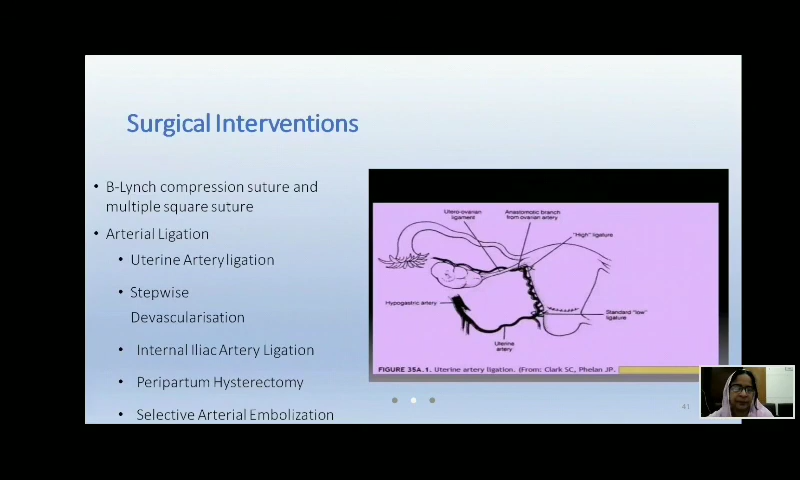 Surgical Interventions
• B-Lynch compression suture and
multiple square suture
• Arterial Ligation
• Uterine Artery ligation
• Stepwise
Devascularisation
• Internal Iliac Artery Ligation
• Peripartum Hysterectomy
• Selective Arterial Embolization
Utero-ovarian
ligament
Anastomotic branch
from ovarian artery
"High" ligature
Hypogastric artery
Standard "low"
ligature
Uterine
artery
FIGURE 35A.1. Uterine artery ligation. (From: Clark SC, Phelan JP.
41